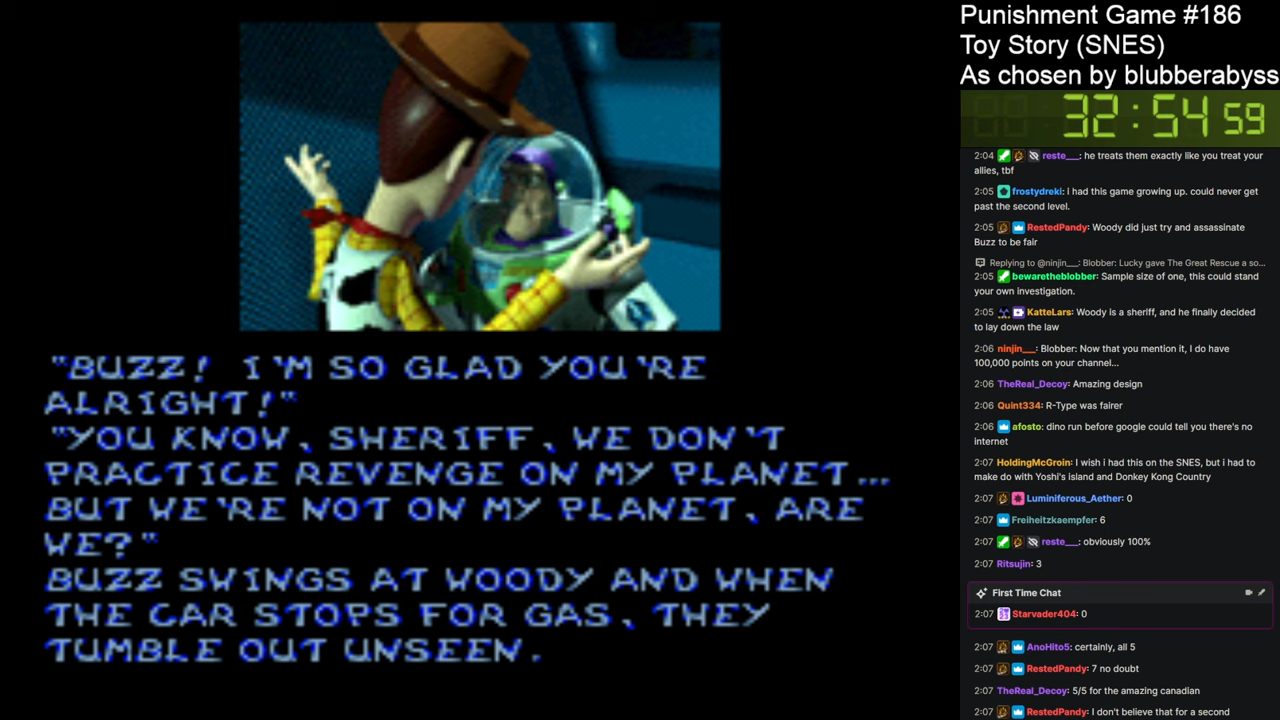 "BUZZ! I'M SO GLAD YOU'RE
ALRIGHT!"
"YOU KNOW, SHERIFF, WE DON'T
PRACTICE REVENGE ON MY PLANET...
BUT WE'RE NOT ON MY PLANET, ARE
WE?"
BUZZ SWINGS AT WOODY AND WHEN
THE CAR STOPS FOR GAS, THEY
TUMBLE OUT UNSEEN.
Punishment Game #186
Toy Story (SNES)
As chosen by blubberabyss
32:54 59
2:04 reste___: he treats them exactly like you treat your
allies, tbf
2:05 frostydreki: I had this game growing up. could never get
past the second level.
2:05 RestedPandy: Woody did just try and assassinate
Buzz to be fair
Replying to @ninjin___: Blobber: Lucky gave The Great Rescue a so...
2:05 bewaretheblobber: Sample size of one, this could stand
your own investigation.
2:05 KatteLars: Woody is a sheriff, and he finally decided
to lay down the law
2:06 ninjin___: Blobber: Now that you mention it, I do have
100,000 points on your channel...
2:06 TheReal_Decoy: Amazing design
2:06 Quint334: R-Type was fairer
2:06 afosto: dino run before google could tell you there's no
internet
2:07 HoldingMcGroin: I wish i had this on the SNES, but i had to
make do with Yoshi's island and Donkey Kong Country
2:07 Luminiferous_Aether: 0
2:07 Freiheitzkaempfer: 6
2:07 reste___: obviously 100%
2:07 Ritsujin: 3
First Time Chat
2:07 Starvader404: 0
2:07 AnoHito5: certainly, all 5
2:07 RestedPandy: 7 no doubt
2:07 TheReal_Decoy: 5/5 for the amazing canadian
2:07 RestedPandy: I don't believe that for a second